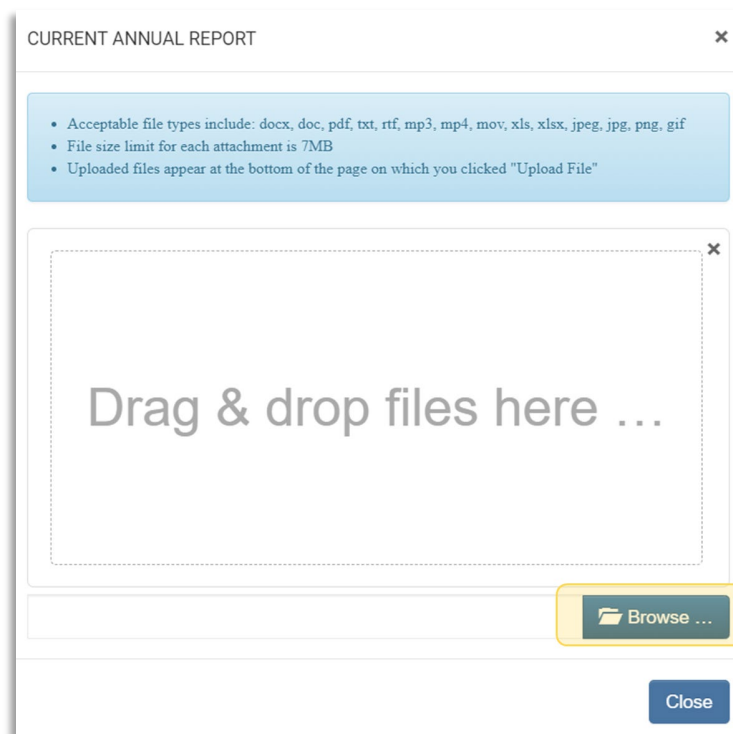 CURRENT ANNUAL REPORT
Acceptable file types include: docx, doc, pdf, txt, rtf, mp3, mp4, mov, xls, xlsx, jpeg, jpg, png, gif
File size limit for each attachment is 7MB
Uploaded files appear at the bottom of the page on which you clicked "Upload File"
Drag & drop files here …
Browse …
Close